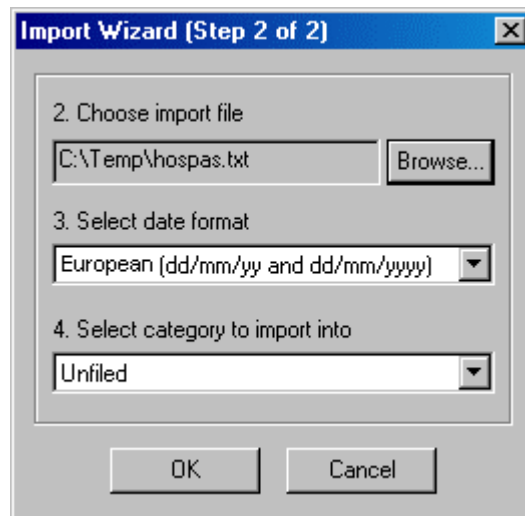 Import Wizard (Step 2 of 2)
2. Choose import file
C:\Temp\hospas.txt
Browse...
3. Select date format
European (dd/mm/yy and dd/mm/yyyy)
4. Select category to import into
Unfiled
OK
Cancel